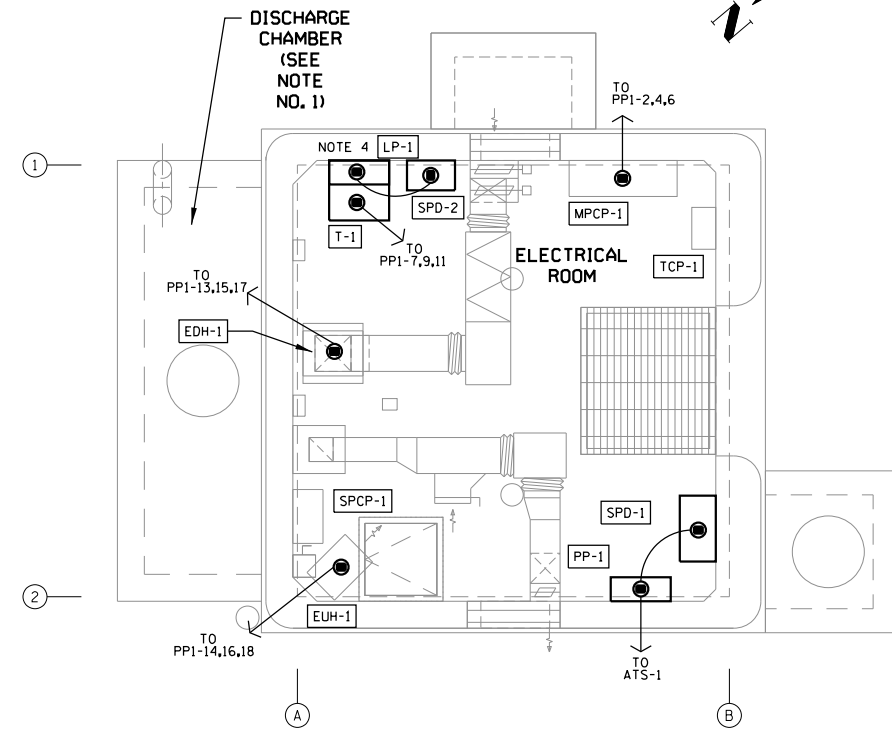 DISCHARGE
CHAMBER
(SEE
NOTE
NO. 1)
N
TO
PP1-2,4,6
1
NOTE 4
LP-1
SPD-2
MPCP-1
T-1
TO
PP1-7,9,11
ELECTRICAL
ROOM
TCP-1
TO
PP1-13,15,17
EDH-1
SPCP-1
SPD-1
PP-1
2
EUH-1
TO
PP1-14,16,18
TO
ATS-1
A
B